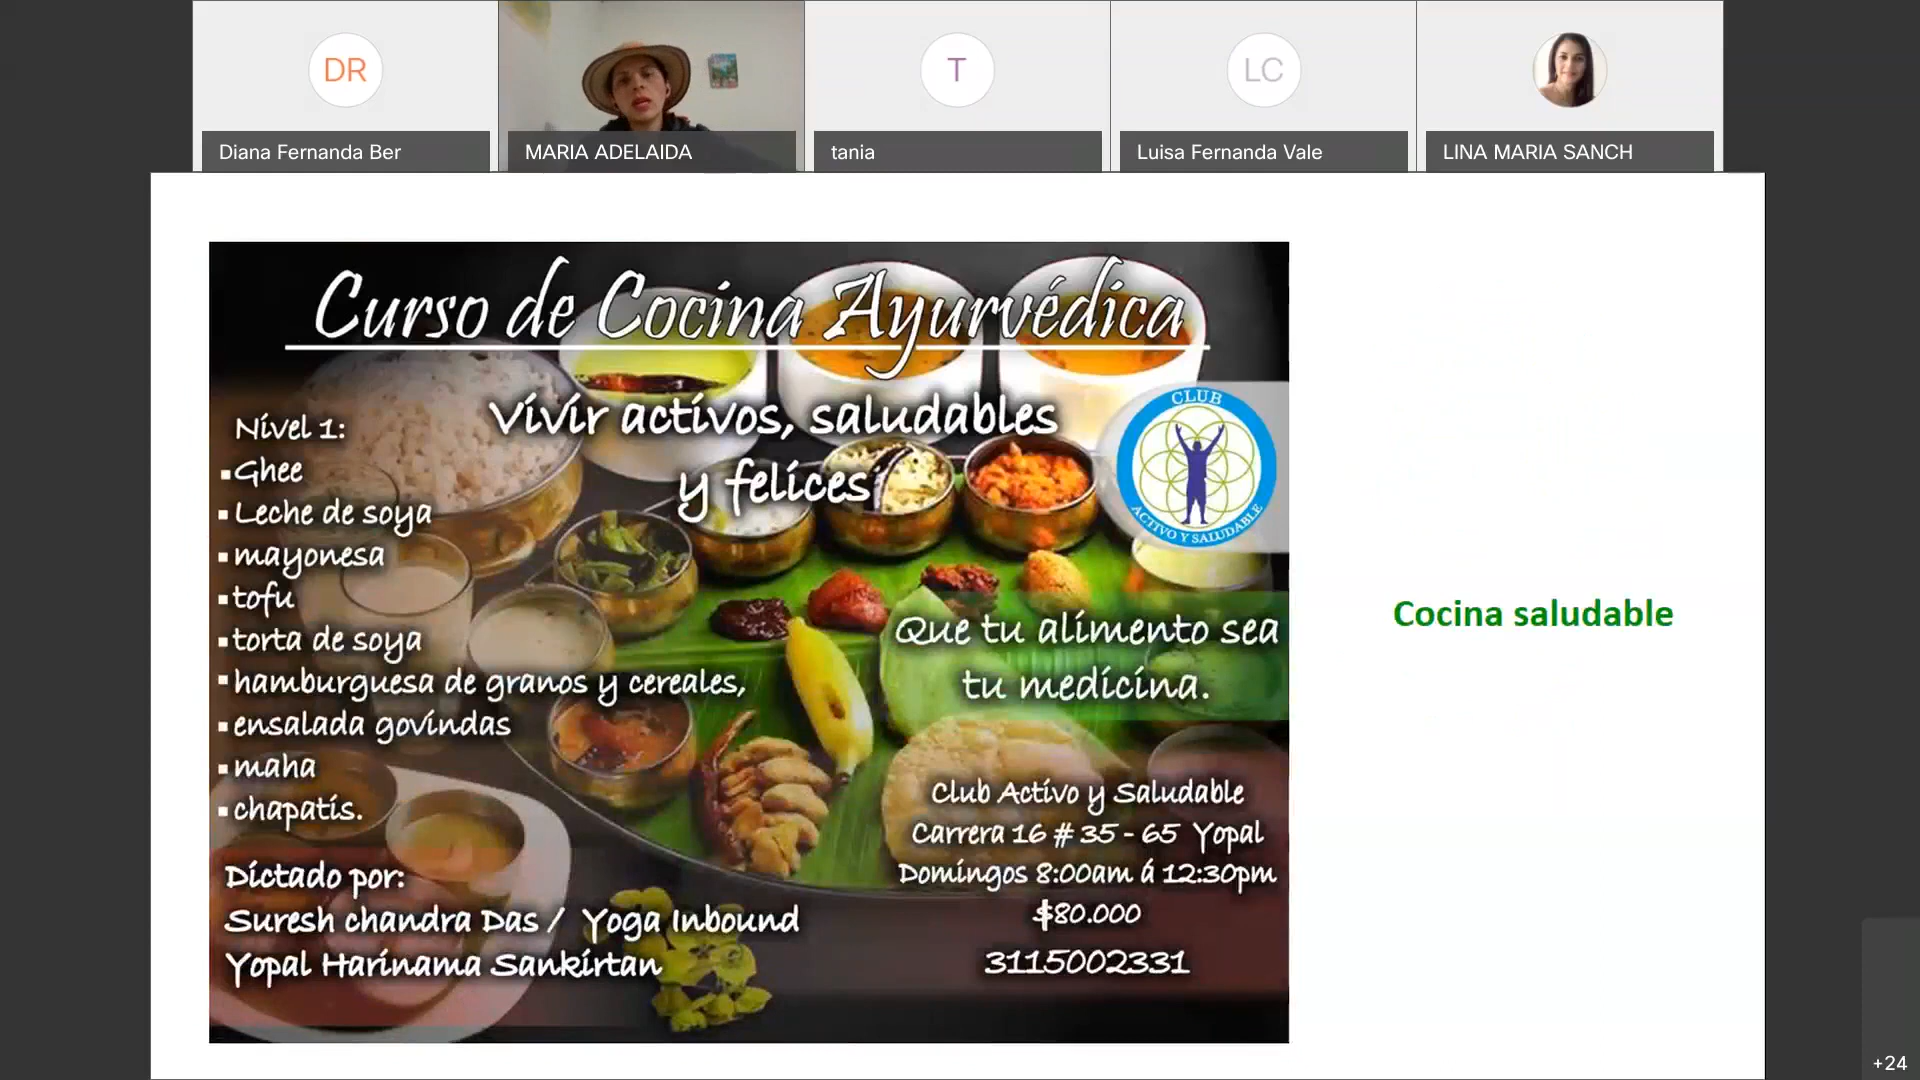 DR
T
LC
Diana Fernanda Ber
MARIA ADELAIDA
tania
Luisa Fernanda Vale
LINA MARIA SANCH
Curso de Cocina Ayurvédica
Vivir activos, saludables
y felices
CLUB
ACTIVO Y SALUDABLE
Nivel 1:
▪Ghee
▪Leche de soya
▪mayonesa
▪tofu
▪torta de soya
▪hamburguesa de granos y cereales,
▪ensalada govindas
▪maha
▪chapatis.
Que tu alimento sea
tu medicina.
Cocina saludable
Dictado por:
Suresh chandra Das / Yoga Inbound
Yopal Harinama Sankirtan
Club Activo y Saludable
Carrera 16 # 35 - 65 Yopal
Domingos 8:00am á 12:30pm
$80.000
3115002331
+24